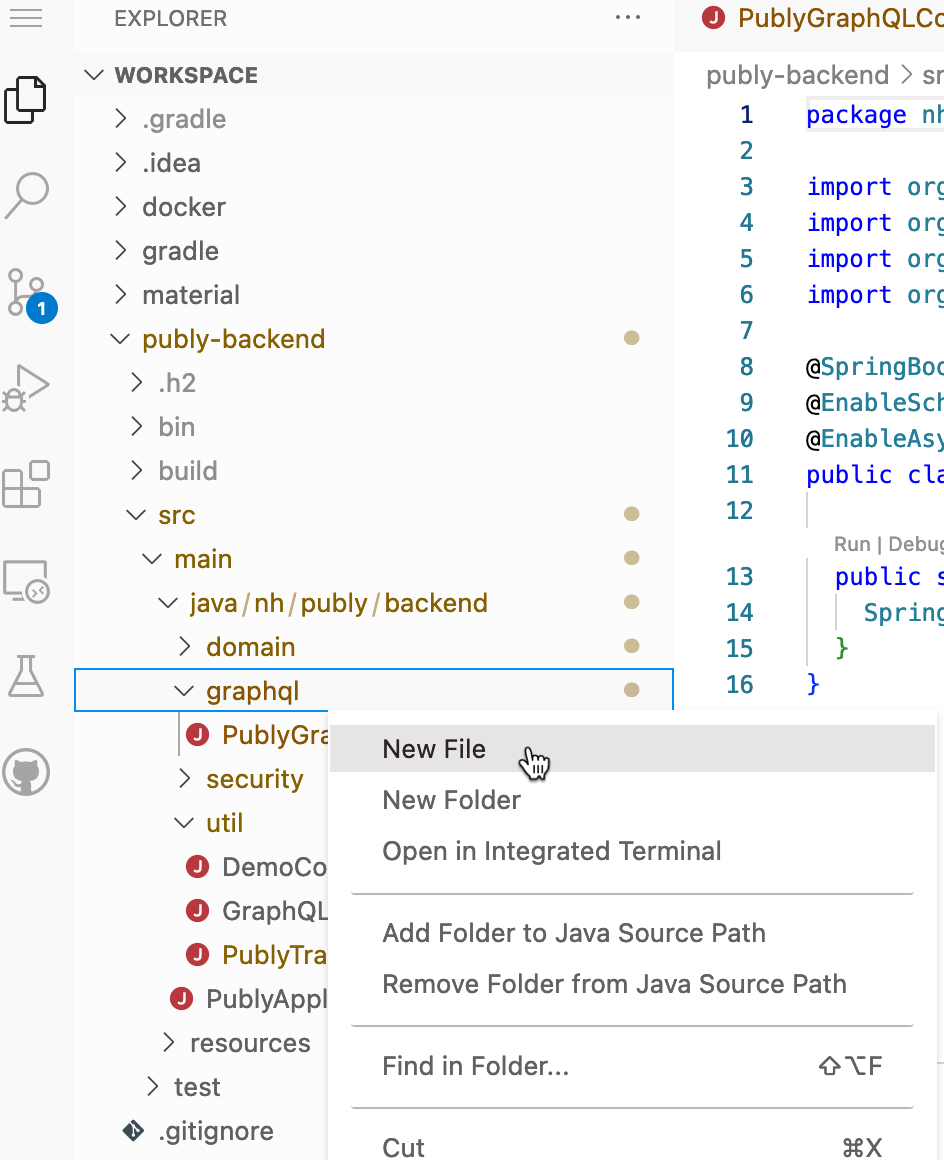 EXPLORER
···
WORKSPACE
.gradle
.idea
docker
gradle
material
publy-backend
.h2
bin
build
src
main
java/nh/publy/backend
domain
graphql
J PublyGra
security
util
J DemoCo
J GraphQL
J PublyTra
J PublyAppl
resources
test
.gitignore
1
New File
New Folder
Open in Integrated Terminal
Add Folder to Java Source Path
Remove Folder from Java Source Path
Find in Folder... ⇧⌥F
Cut ⌘X
J PublyGraphQLCo
publy-backend > sr
1 package nh
2
3 import org
4 import org
5 import org
6 import org
7
8 @SpringBoo
9 @EnableSch
10 @EnableAsy
11 public cla
12
Run | Debug
13 public s
14 Spring
15 }
16 }